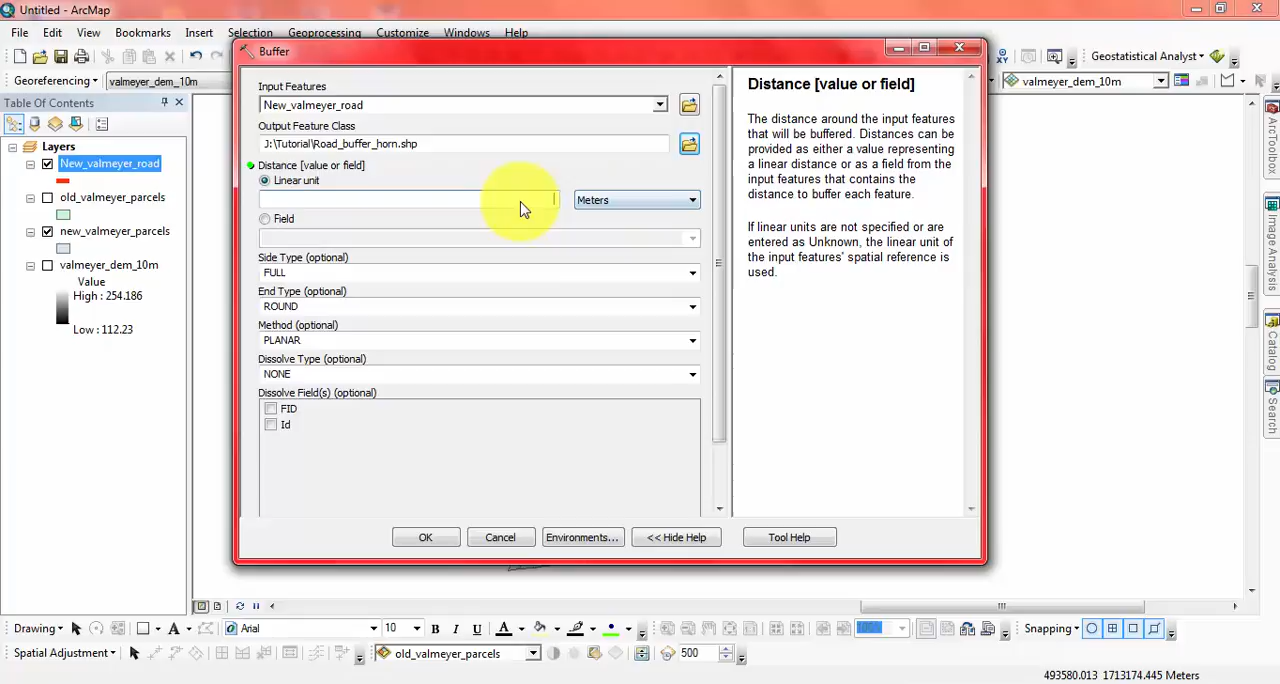 Untitled - ArcMap
File Edit View Bookmarks Insert Selection Geoprocessing Customize Windows Help
Geostatistical Analyst
Georeferencing valmeyer_dem_10m
valmeyer_dem_10m
Table Of Contents
Layers
New_valmeyer_road
old_valmeyer_parcels
new_valmeyer_parcels
valmeyer_dem_10m
Value
High : 254.186
Low : 112.23
Buffer
Input Features
New_valmeyer_road
Output Feature Class
J:\Tutorial\Road_buffer_horn.shp
Distance [value or field]
Linear unit
Meters
Field
Side Type (optional)
FULL
End Type (optional)
ROUND
Method (optional)
PLANAR
Dissolve Type (optional)
NONE
Dissolve Field(s) (optional)
FID
Id
OK Cancel Environments... << Hide Help Tool Help
Distance [value or field]
The distance around the input features
that will be buffered. Distances can be
provided as either a value representing
a linear distance or as a field from the
input features that contains the
distance to buffer each feature.
If linear units are not specified or are
entered as Unknown, the linear unit of
the input features' spatial reference is
used.
ArcToolbox
Image Analysis
Catalog
Search
Drawing Arial 10 B I U A 100% Snapping
Spatial Adjustment old_valmeyer_parcels 500
493580.013 1713174.445 Meters